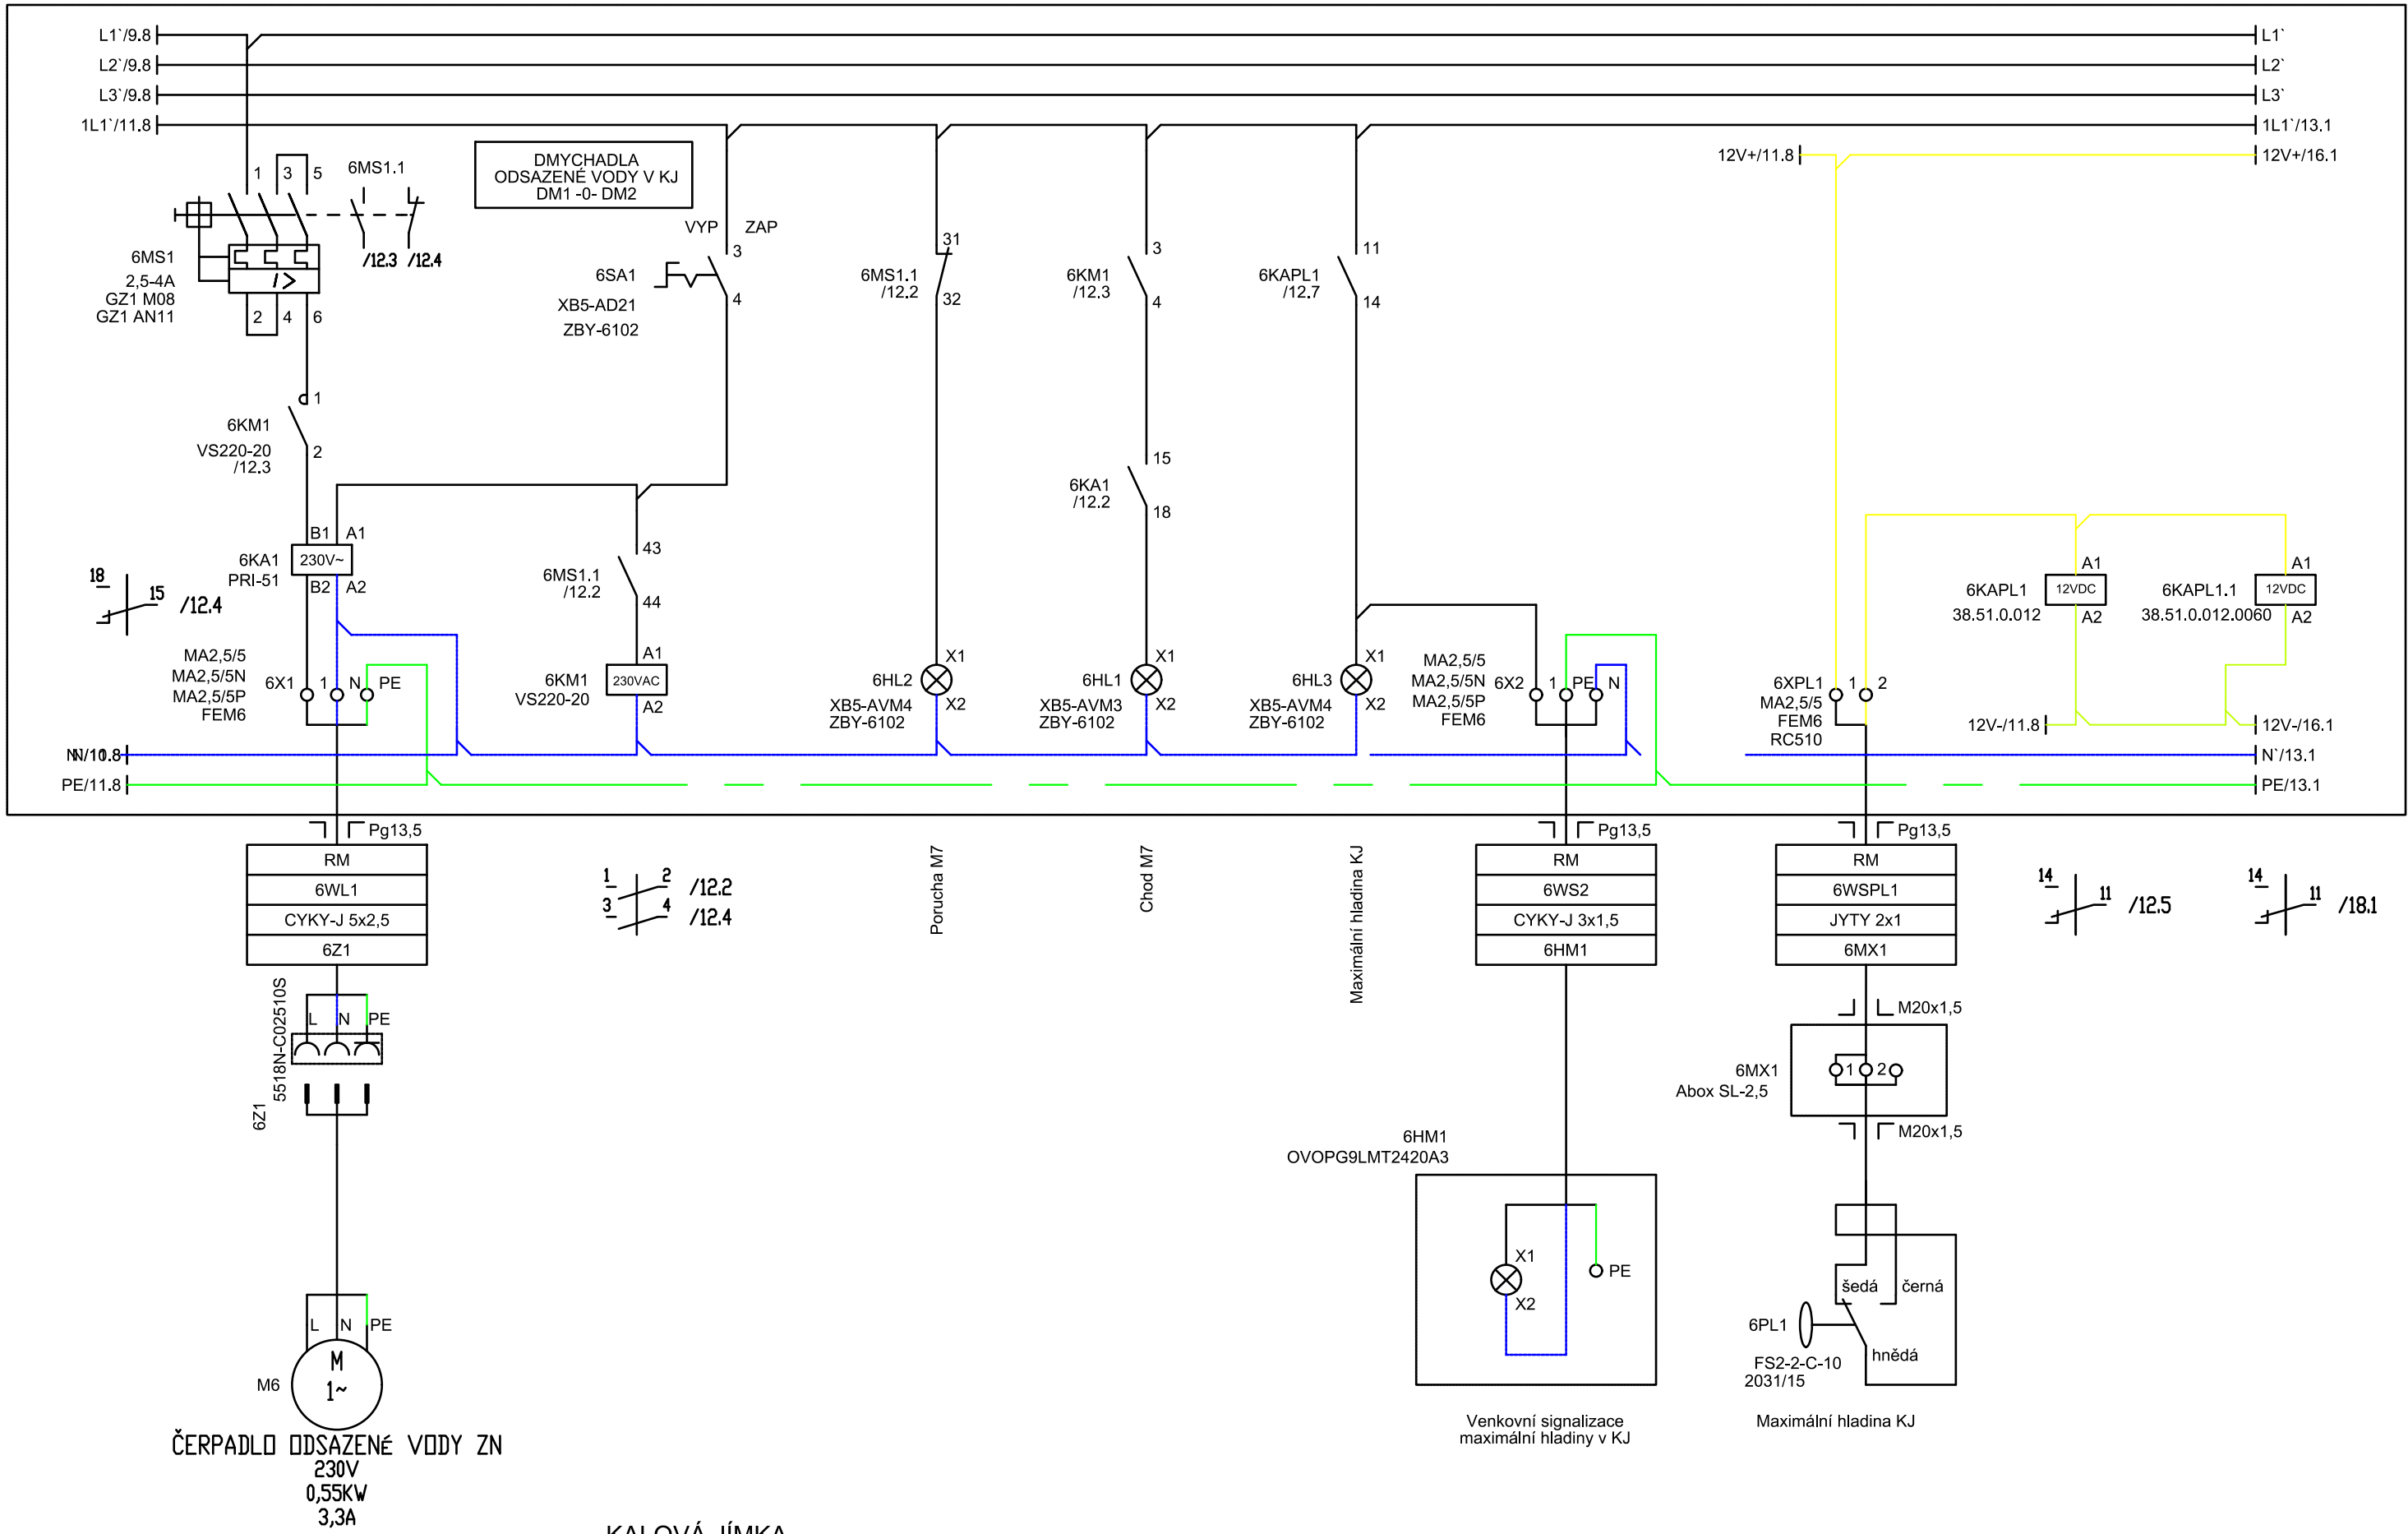 L1`/9.8
L1`
L2`/9.8
L2`
L3`/9.8
L3`
1L1`/11.8
1L1`/13.1
12V+/11.8
12V+/16.1
DMYCHADLA
ODSAZENÉ VODY V KJ
DM1 -0- DM2
1 3 5
6MS1.1
/12.3 /12.4
6MS1
2,5-4A
GZ1 M08
GZ1 AN11
2 4 6
VYP ZAP
3
6SA1
4
XB5-AD21
ZBY-6102
31
6MS1.1
/12.2
32
3
6KM1
/12.3
4
11
6KAPL1
/12.7
14
1
6KM1
VS220-20
/12.3
2
15
6KA1
/12.2
18
B1 A1
6KA1
230V~
PRI-51
B2 A2
18
15 /12.4
43
6MS1.1
/12.2
44
A1
6KAPL1
12VDC
38.51.0.012
A2
A1
6KAPL1.1
12VDC
38.51.0.012.0060
A2
MA2,5/5
MA2,5/5N
MA2,5/5P
FEM6
6X1 1 N PE
A1
6KM1
230VAC
VS220-20
A2
X1
6HL2
X2
XB5-AVM4
ZBY-6102
X1
6HL1
X2
XB5-AVM3
ZBY-6102
X1
6HL3
X2
XB5-AVM4
ZBY-6102
MA2,5/5
MA2,5/5N
MA2,5/5P
FEM6
6X2 1 PE N
6XPL1 1 2
MA2,5/5
FEM6
RC510
12V-/11.8
12V-/16.1
N`/13.1
PE/11.8
PE/13.1
Pg13,5
RM
6WL1
CYKY-J 5x2,5
6Z1
1 2 /12.2
3 4 /12.4
Porucha M7
Chod M7
Maximální hladina KJ
Pg13,5
RM
6WS2
CYKY-J 3x1,5
6HM1
Pg13,5
RM
6WSPL1
JYTY 2x1
6MX1
14
11 /12.5
14
11 /18.1
5518N-C02510S
6Z1
L N PE
M20x1,5
6MX1
Abox SL-2,5
1 2
M20x1,5
6HM1
OVOPG9LMT2420A3
X1
X2
PE
šedá
černá
6PL1
hnědá
FS2-2-C-10
2031/15
Venkovní signalizace
maximální hladiny v KJ
Maximální hladina KJ
L N PE
M6
M
1~
ČERPADLO ODSAZENÉ VODY ZN
230V
0,55KW
3,3A
KALOVÁ JÍMKA